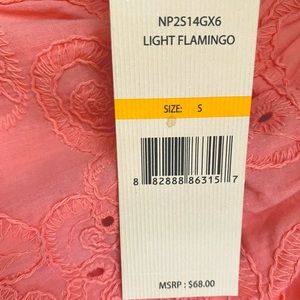 NP2S14GX6
LIGHT FLAMINGO
SIZE: S
8 82888 86315 7
MSRP : $68.00